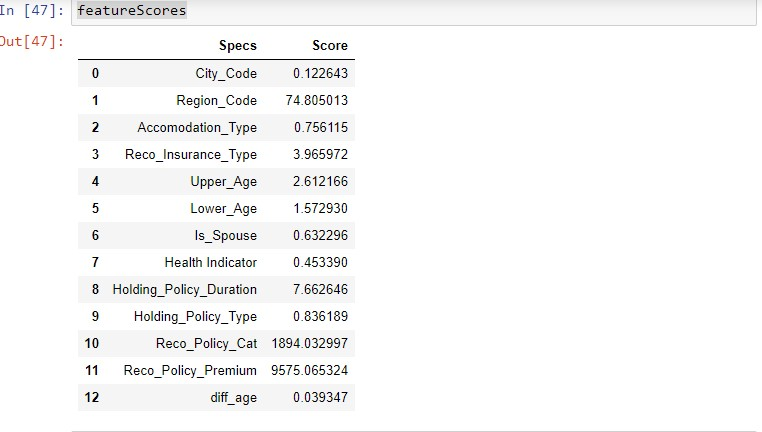 In [47]: featureScores
Out[47]:
Specs Score
0 City_Code 0.122643
1 Region_Code 74.805013
2 Accomodation_Type 0.756115
3 Reco_Insurance_Type 3.965972
4 Upper_Age 2.612166
5 Lower_Age 1.572930
6 Is_Spouse 0.632296
7 Health Indicator 0.453390
8 Holding_Policy_Duration 7.662646
9 Holding_Policy_Type 0.836189
10 Reco_Policy_Cat 1894.032997
11 Reco_Policy_Premium 9575.065324
12 diff_age 0.039347